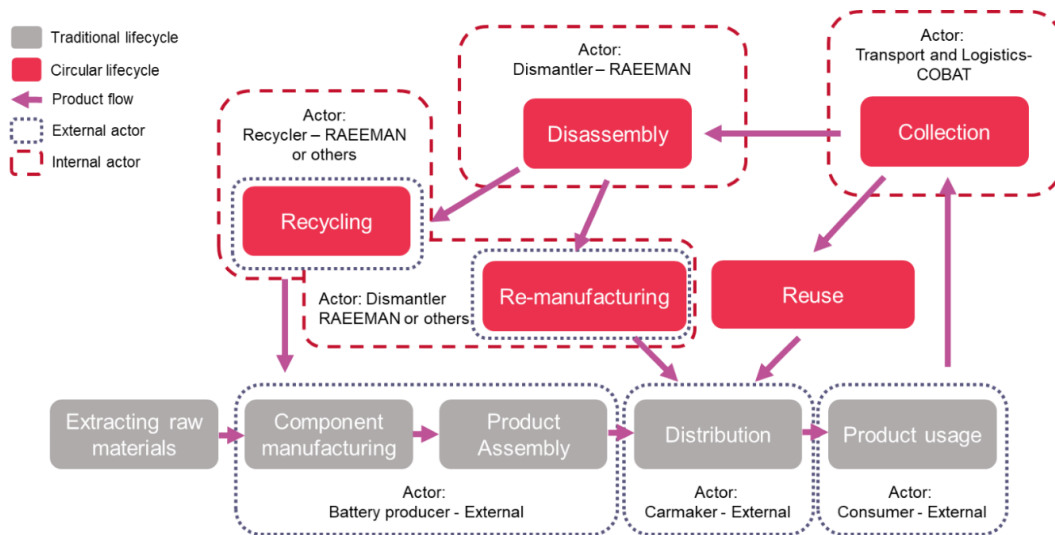 Traditional lifecycle
Circular lifecycle
Product flow
External actor
Internal actor
Actor:
Recycler – RAEEMAN
or others
Recycling
Actor:
Dismantler – RAEEMAN
Disassembly
Actor:
Transport and Logistics-
COBAT
Collection
Actor: Dismantler
RAEEMAN or others
Re-manufacturing
Reuse
Extracting raw
materials
Component
manufacturing
Product
Assembly
Distribution
Product usage
Actor:
Battery producer - External
Actor:
Carmaker - External
Actor:
Consumer - External